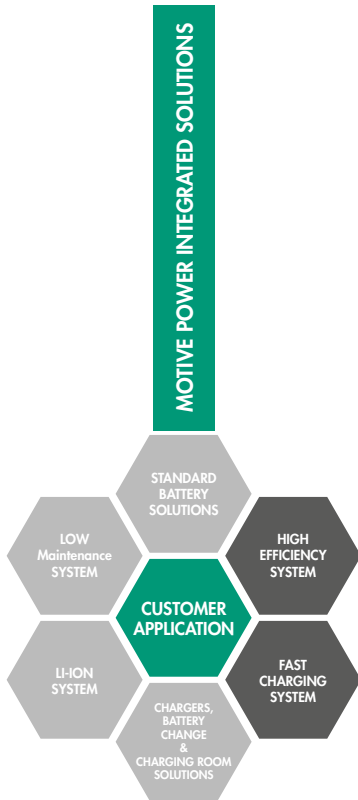 MOTIVE POWER INTEGRATED SOLUTIONS
STANDARD
BATTERY
SOLUTIONS
LOW
Maintenance
SYSTEM
HIGH
EFFICIENCY
SYSTEM
CUSTOMER
APPLICATION
LI-ION
SYSTEM
FAST
CHARGING
SYSTEM
CHARGERS,
BATTERY
CHANGE
&
CHARGING ROOM
SOLUTIONS